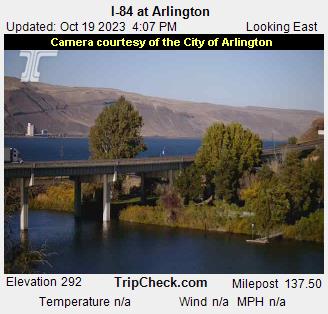 I-84 at Arlington
Updated: Oct 19 2023 4:07 PM Looking East
Camera courtesy of the City of Arlington
Elevation 292 TripCheck.com Milepost 137.50
Temperature n/a Wind n/a MPH n/a